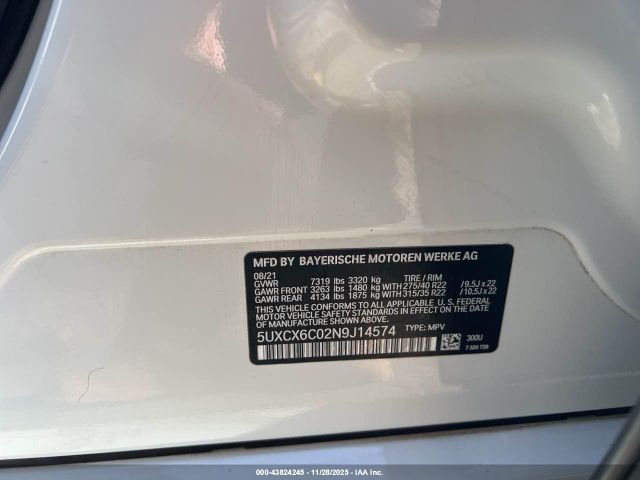 MFD BY BAYERISCHE MOTOREN WERKE AG
08/21
GVWR 7319 lbs 3320 kg TIRE / RIM
GAWR FRONT 3263 lbs 1480 kg WITH 275/40 R22 / 9.5J x 22
GAWR REAR 4134 lbs 1875 kg WITH 315/35 R22 / 10.5J x 22
THIS VEHICLE CONFORMS TO ALL APPLICABLE U. S. FEDERAL
MOTOR VEHICLE SAFETY STANDARDS IN EFFECT ON THE
DATE OF MANUFACTURE SHOWN ABOVE.
5UXCX6C02N9J14574 TYPE: MPV
300U
7 320 729
000-43824245 - 11/28/2025 - IAA Inc.